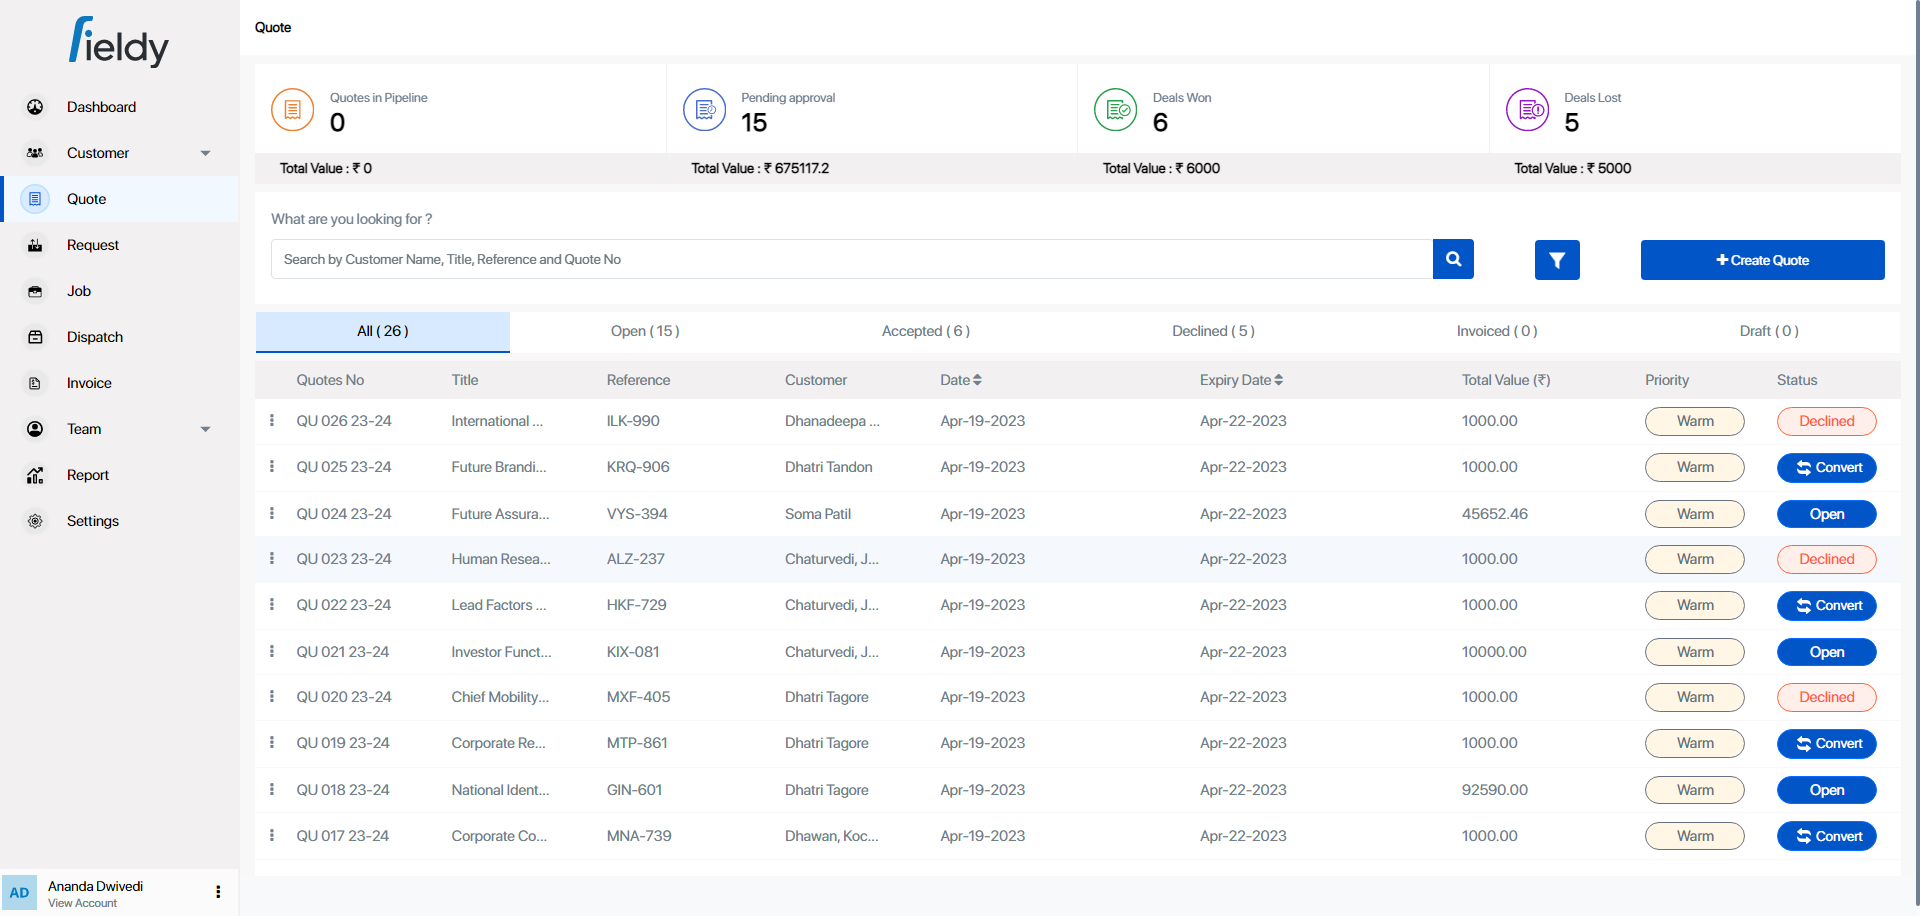 fieldy
Dashboard
Customer
Quote
Request
Job
Dispatch
Invoice
Team
Report
Settings
AD
Ananda Dwivedi
View Account
Quote
Quotes in Pipeline
0
Total Value : ₹ 0
Pending approval
15
Total Value : ₹ 675117.2
Deals Won
6
Total Value : ₹ 6000
Deals Lost
5
Total Value : ₹ 5000
What are you looking for ?
Search by Customer Name, Title, Reference and Quote No
Create Quote
All ( 26 ) Open ( 15 ) Accepted ( 6 ) Declined ( 5 ) Invoiced ( 0 ) Draft ( 0 )
Quotes No Title Reference Customer Date Expiry Date Total Value (₹) Priority Status
QU 026 23-24 International ... ILK-990 Dhanadeepa ... Apr-19-2023 Apr-22-2023 1000.00 Warm Declined
QU 025 23-24 Future Brandi... KRQ-906 Dhatri Tandon Apr-19-2023 Apr-22-2023 1000.00 Warm Convert
QU 024 23-24 Future Assura... VYS-394 Soma Patil Apr-19-2023 Apr-22-2023 45652.46 Warm Open
QU 023 23-24 Human Resea... ALZ-237 Chaturvedi, J... Apr-19-2023 Apr-22-2023 1000.00 Warm Declined
QU 022 23-24 Lead Factors ... HKF-729 Chaturvedi, J... Apr-19-2023 Apr-22-2023 1000.00 Warm Convert
QU 021 23-24 Investor Funct... KIX-081 Chaturvedi, J... Apr-19-2023 Apr-22-2023 10000.00 Warm Open
QU 020 23-24 Chief Mobility... MXF-405 Dhatri Tagore Apr-19-2023 Apr-22-2023 1000.00 Warm Declined
QU 019 23-24 Corporate Re... MTP-861 Dhatri Tagore Apr-19-2023 Apr-22-2023 1000.00 Warm Convert
QU 018 23-24 National Ident... GIN-601 Dhatri Tagore Apr-19-2023 Apr-22-2023 92590.00 Warm Open
QU 017 23-24 Corporate Co... MNA-739 Dhawan, Koc... Apr-19-2023 Apr-22-2023 1000.00 Warm Convert